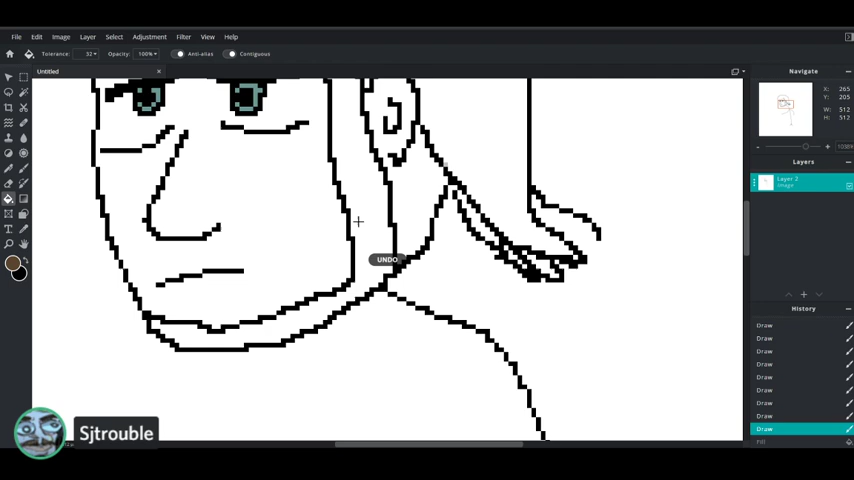 File Edit Image Layer Select Adjustment Filter View Help
Tolerance: 32 Opacity: 100% Anti-alias Contiguous
Untitled
Navigate
X: 265
Y: 205
W: 512
H: 512
Layers
Layer 2
Image
UNDO
History
Draw
Draw
Draw
Draw
Draw
Draw
Draw
Draw
Draw
Fill
Sjtrouble